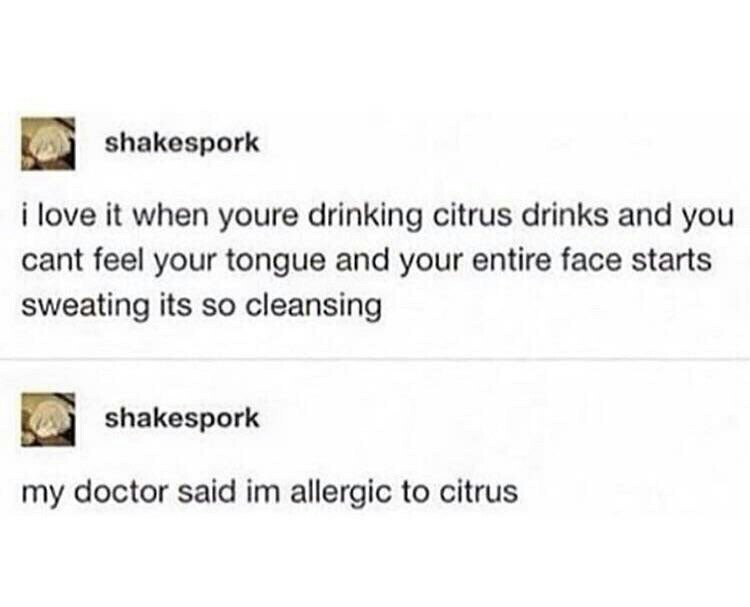 shakespork
i love it when youre drinking citrus drinks and you
cant feel your tongue and your entire face starts
sweating its so cleansing
shakespork
my doctor said im allergic to citrus